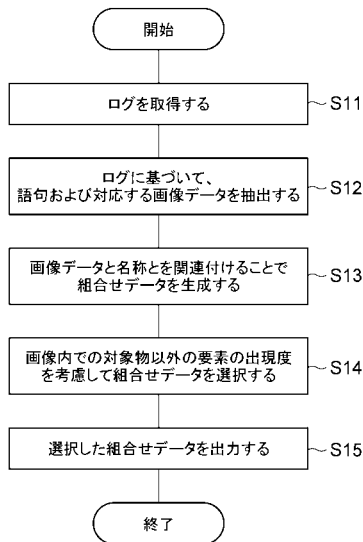 開始
ログを取得する
S11
ログに基づいて、
語句および対応する画像データを抽出する
S12
画像データと名称とを関連付けることで
組合せデータを生成する
S13
画像内での対象物以外の要素の出現度
を考慮して組合せデータを選択する
S14
選択した組合せデータを出力する
S15
終了